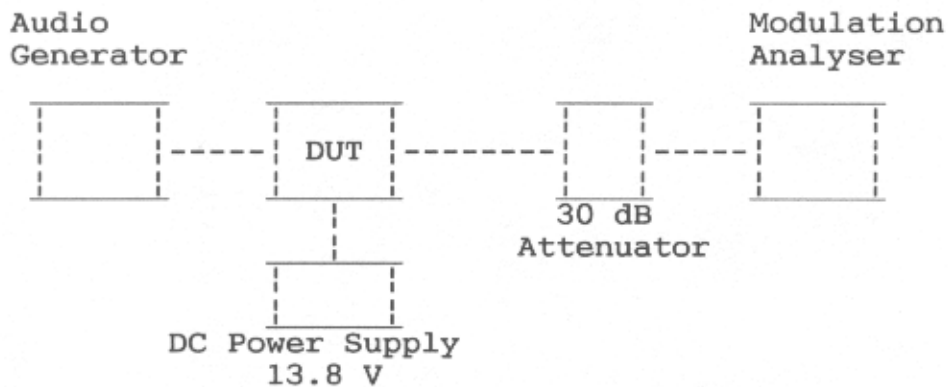 Audio
Generator
Modulation
Analyser
DUT
30 dB
Attenuator
DC Power Supply
13.8 V